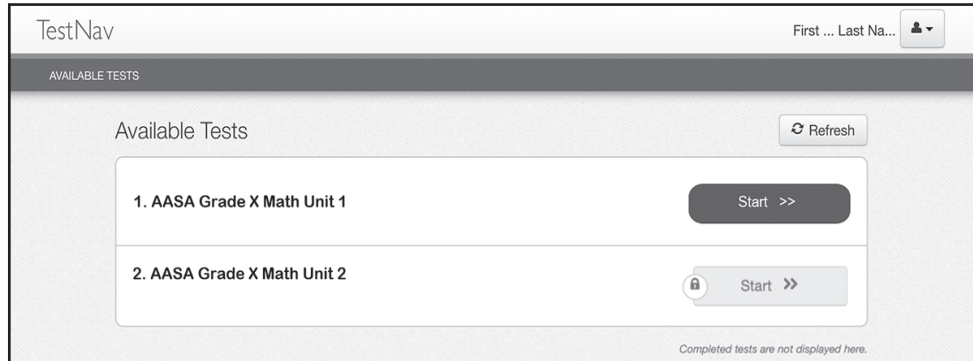 TestNav
First ... Last Na...
AVAILABLE TESTS
Available Tests
Refresh
1. AASA Grade X Math Unit 1
Start >>
2. AASA Grade X Math Unit 2
Start >>
Completed tests are not displayed here.